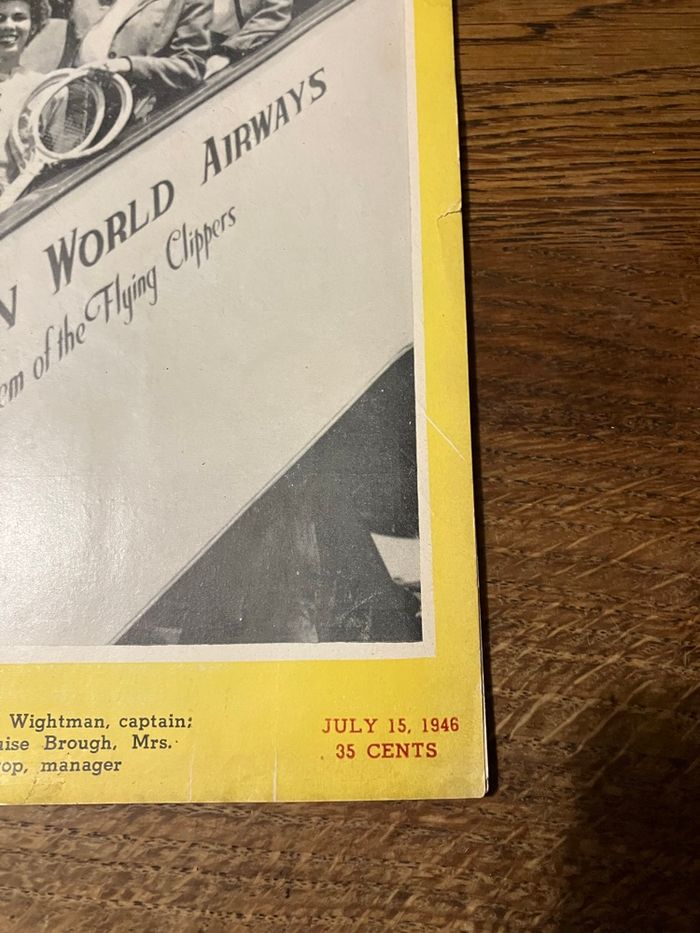 WORLD AIRWAYS
of the Flying Clippers
Wightman, captain;
Brough, Mrs.
manager
JULY 15, 1946
35 CENTS